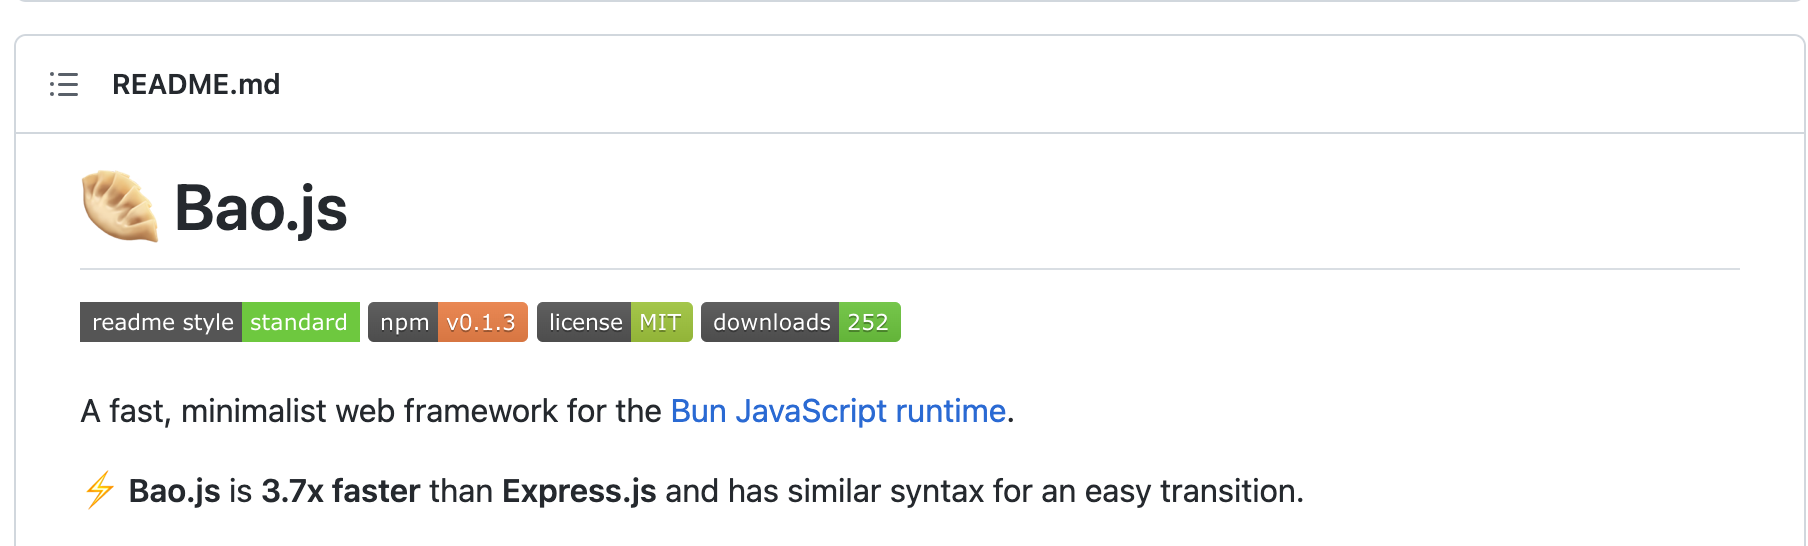 README.md
Bao.js
readme style standard npm v0.1.3 license MIT downloads 252
A fast, minimalist web framework for the Bun JavaScript runtime.
⚡ Bao.js is 3.7x faster than Express.js and has similar syntax for an easy transition.